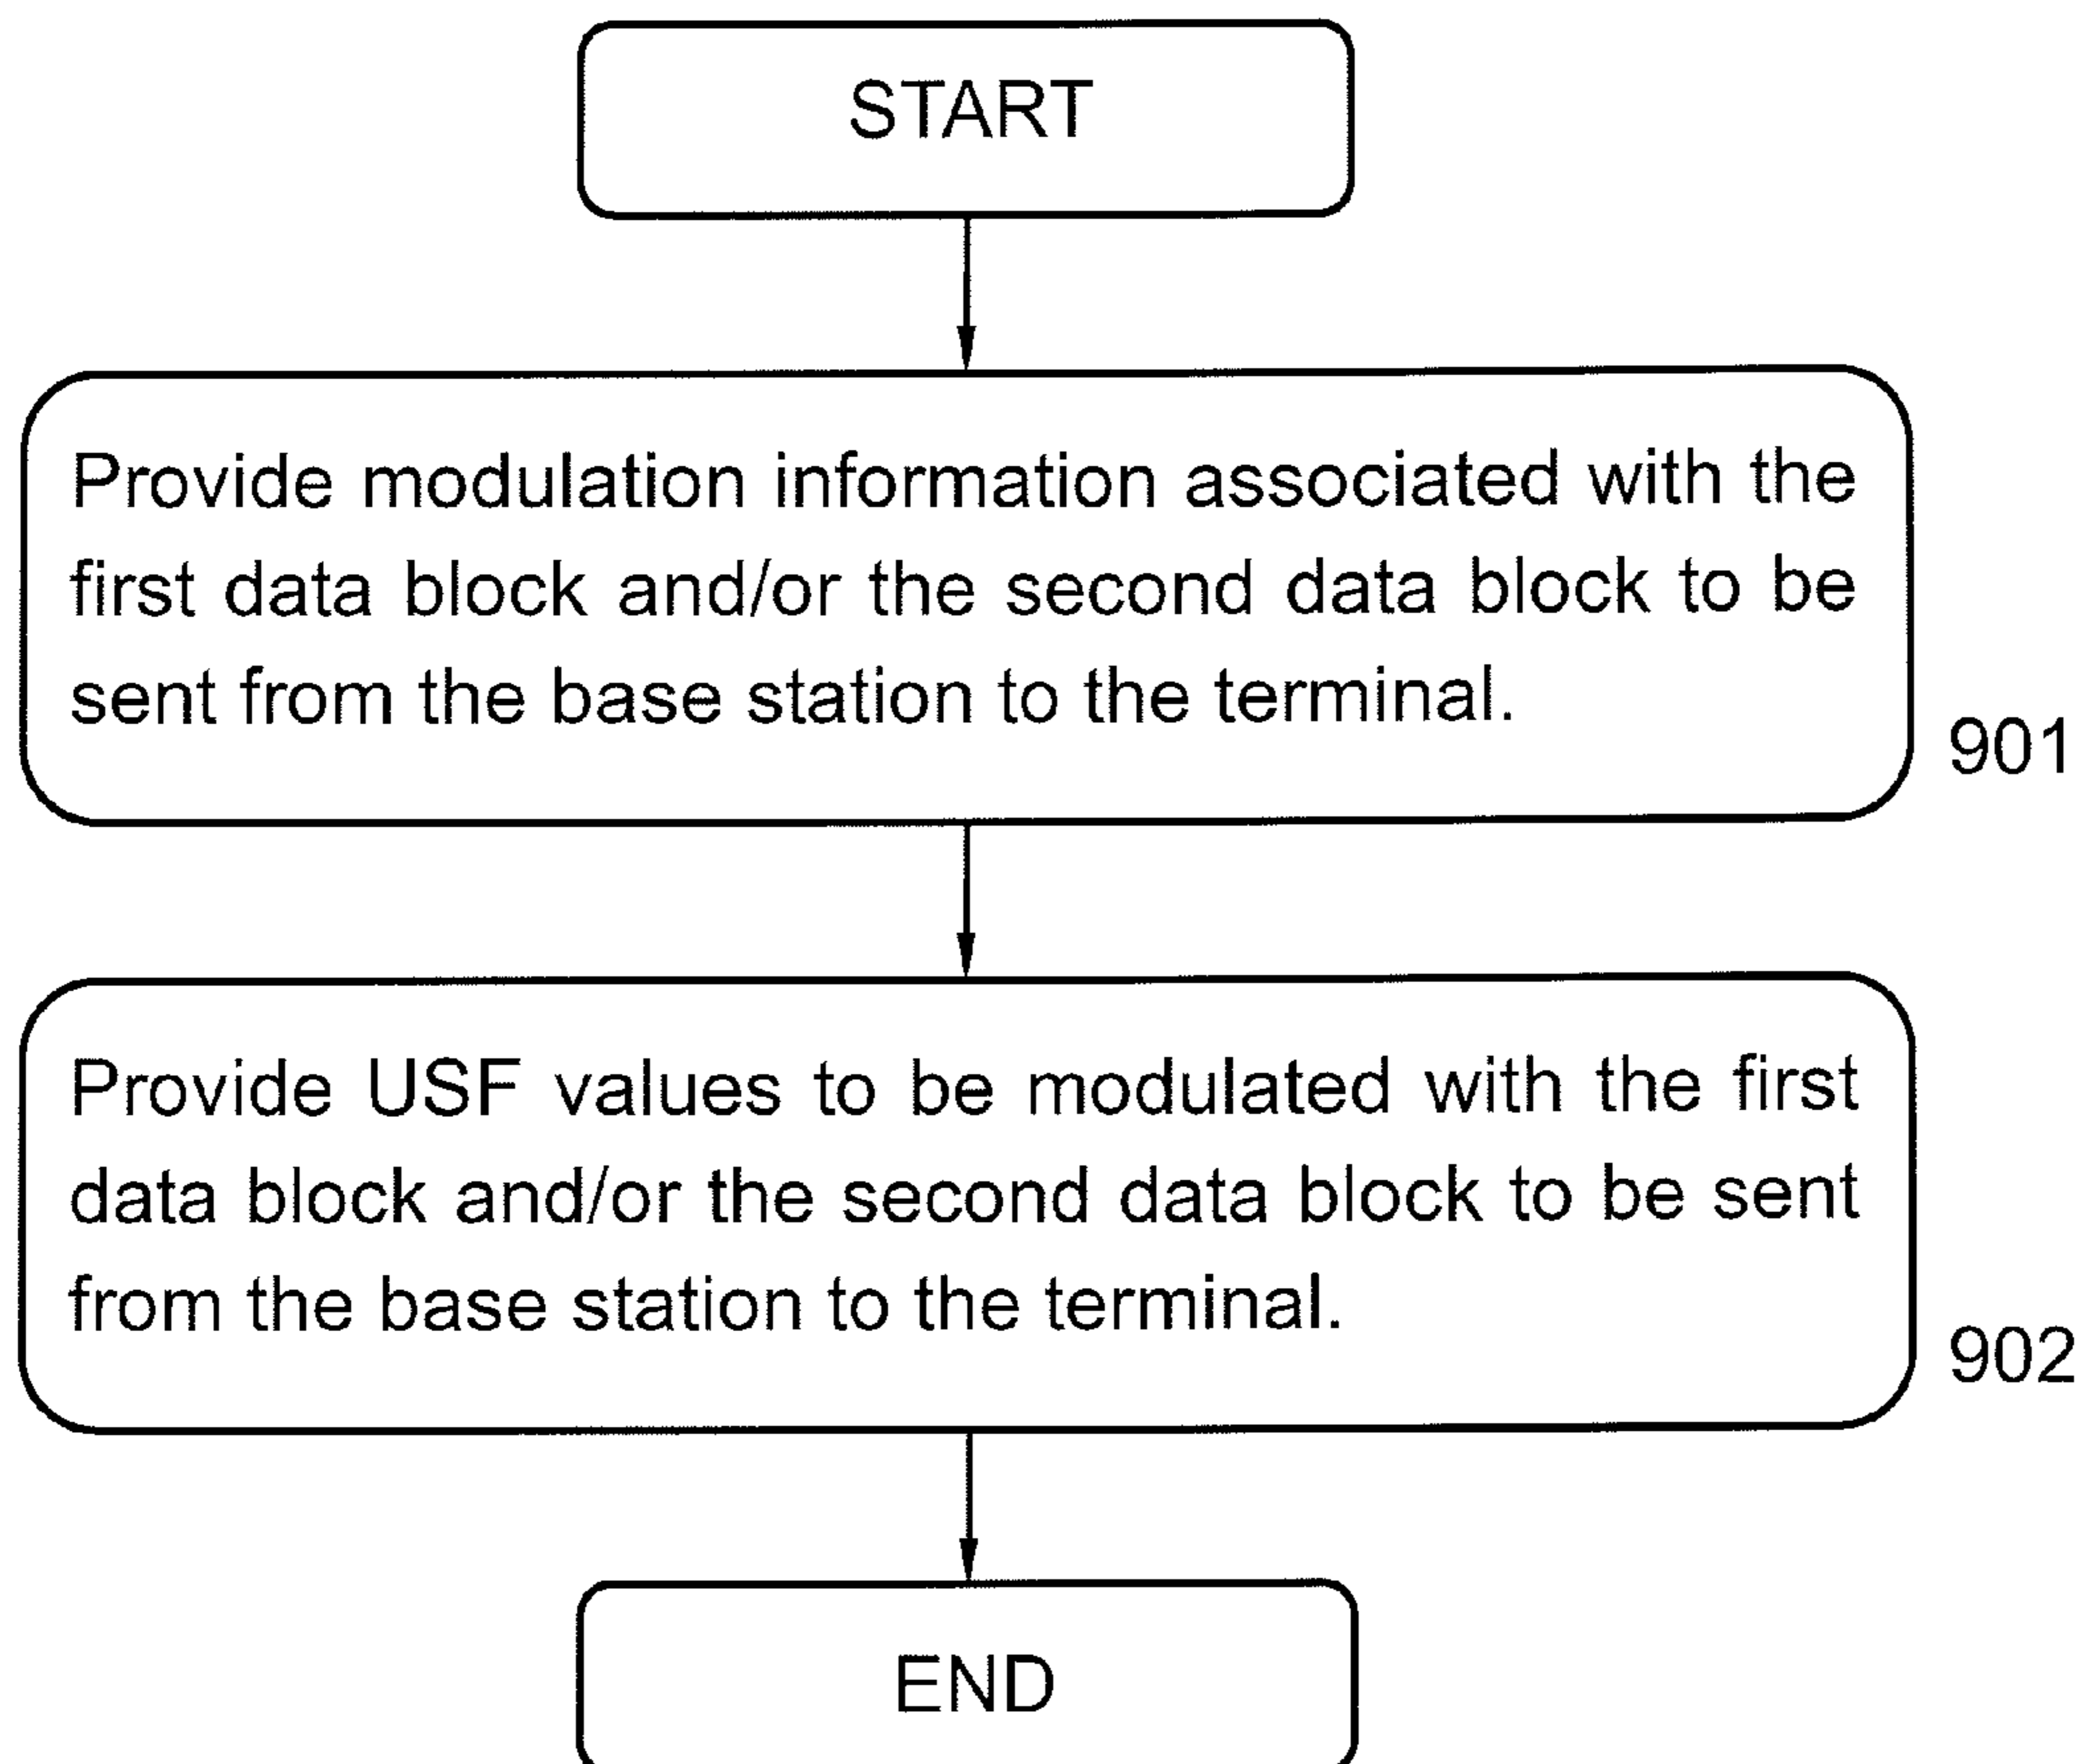 START
Provide modulation information associated with the
first data block and/or the second data block to be
sent from the base station to the terminal.
901
Provide USF values to be modulated with the first
data block and/or the second data block to be sent
from the base station to the terminal.
902
END